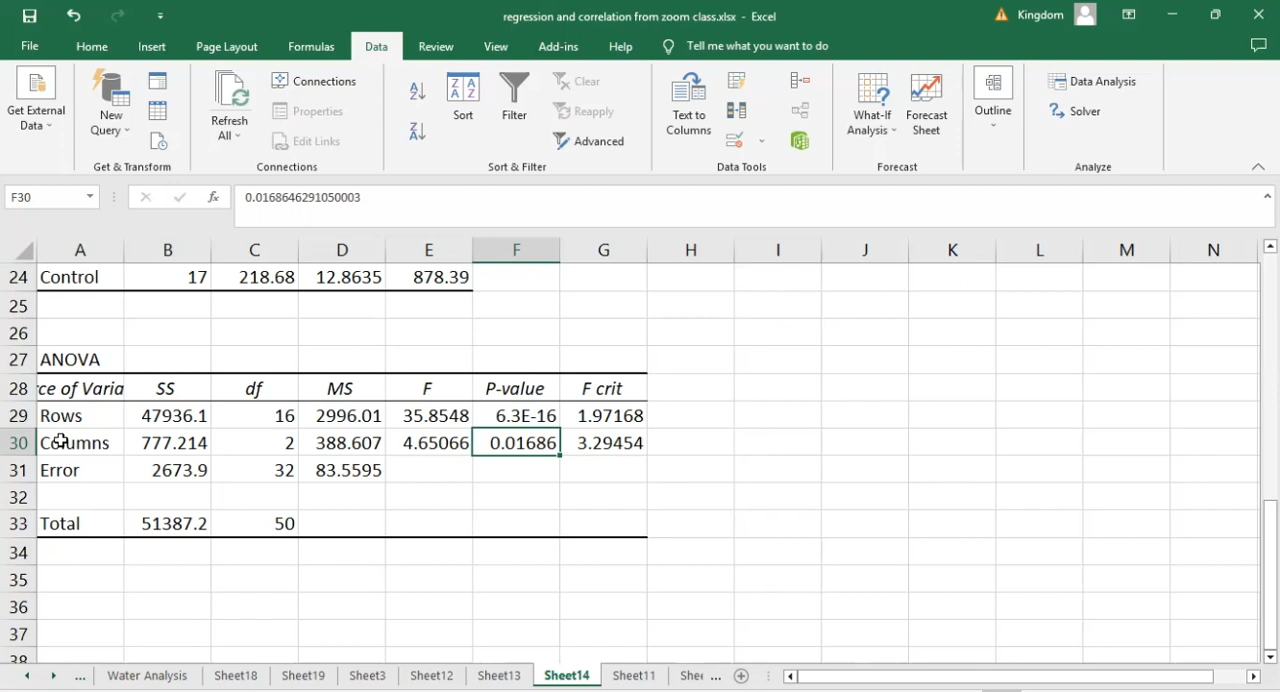 regression and correlation from zoom class.xlsx - Excel
Kingdom
File Home Insert Page Layout Formulas Data Review View Add-ins Help Tell me what you want to do
Get External Data
New Query
Get & Transform
Refresh All
Connections
Properties
Edit Links
Connections
Sort
Filter
Clear
Reapply
Advanced
Sort & Filter
Text to Columns
Data Tools
What-If Analysis
Forecast Sheet
Forecast
Outline
Data Analysis
Solver
Analyze
F30 fx 0.0168646291050003
A B C D E F G H I J K L M N
24 Control 17 218.68 12.8635 878.39
25
26
27 ANOVA
28 ce of Varia SS df MS F P-value F crit
29 Rows 47936.1 16 2996.01 35.8548 6.3E-16 1.97168
30 Columns 777.214 2 388.607 4.65066 0.01686 3.29454
31 Error 2673.9 32 83.5595
32
33 Total 51387.2 50
34
35
36
37
38
... Water Analysis Sheet18 Sheet19 Sheet3 Sheet12 Sheet13 Sheet14 Sheet11 She ...